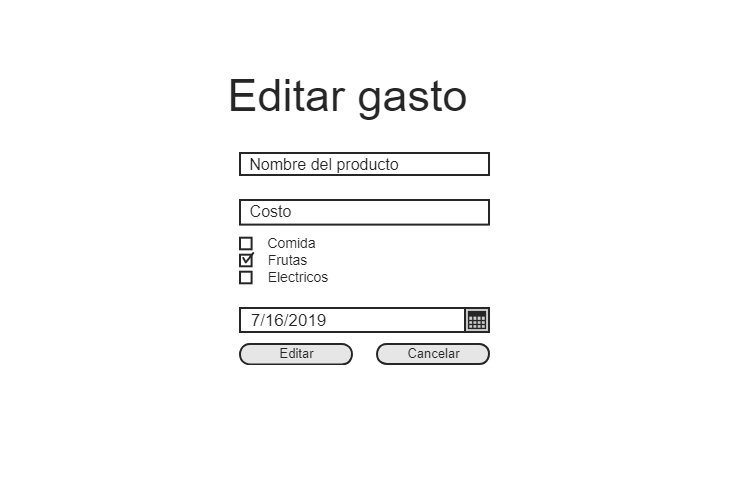 Editar gasto
Nombre del producto
Costo
Comida
Frutas
Electricos
7/16/2019
Editar Cancelar